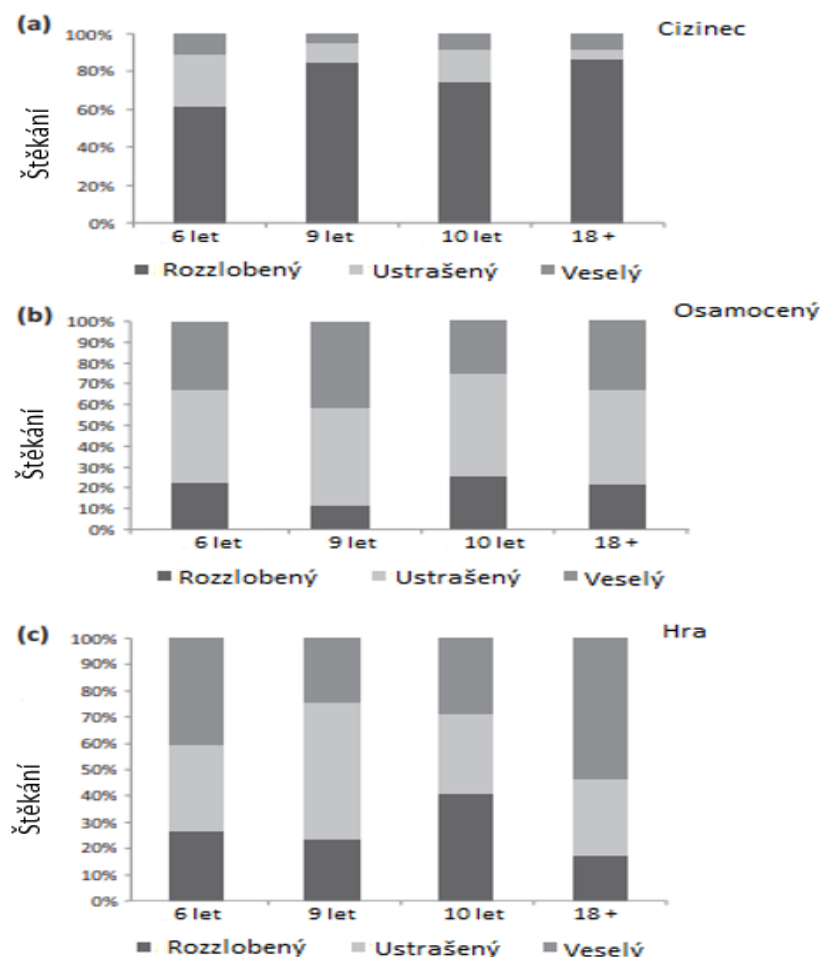 (a)
Cizinec
100%
80%
60%
40%
20%
0%
Štěkání
6 let 9 let 10 let 18 +
Rozzlobený Ustrašený Veselý
(b)
Osamocený
100%
90%
80%
70%
60%
50%
40%
30%
20%
10%
0%
Štěkání
6 let 9 let 10 let 18 +
Rozzlobený Ustrašený Veselý
(c)
Hra
100%
90%
80%
70%
60%
50%
40%
30%
20%
10%
0%
Štěkání
6 let 9 let 10 let 18 +
Rozzlobený Ustrašený Veselý